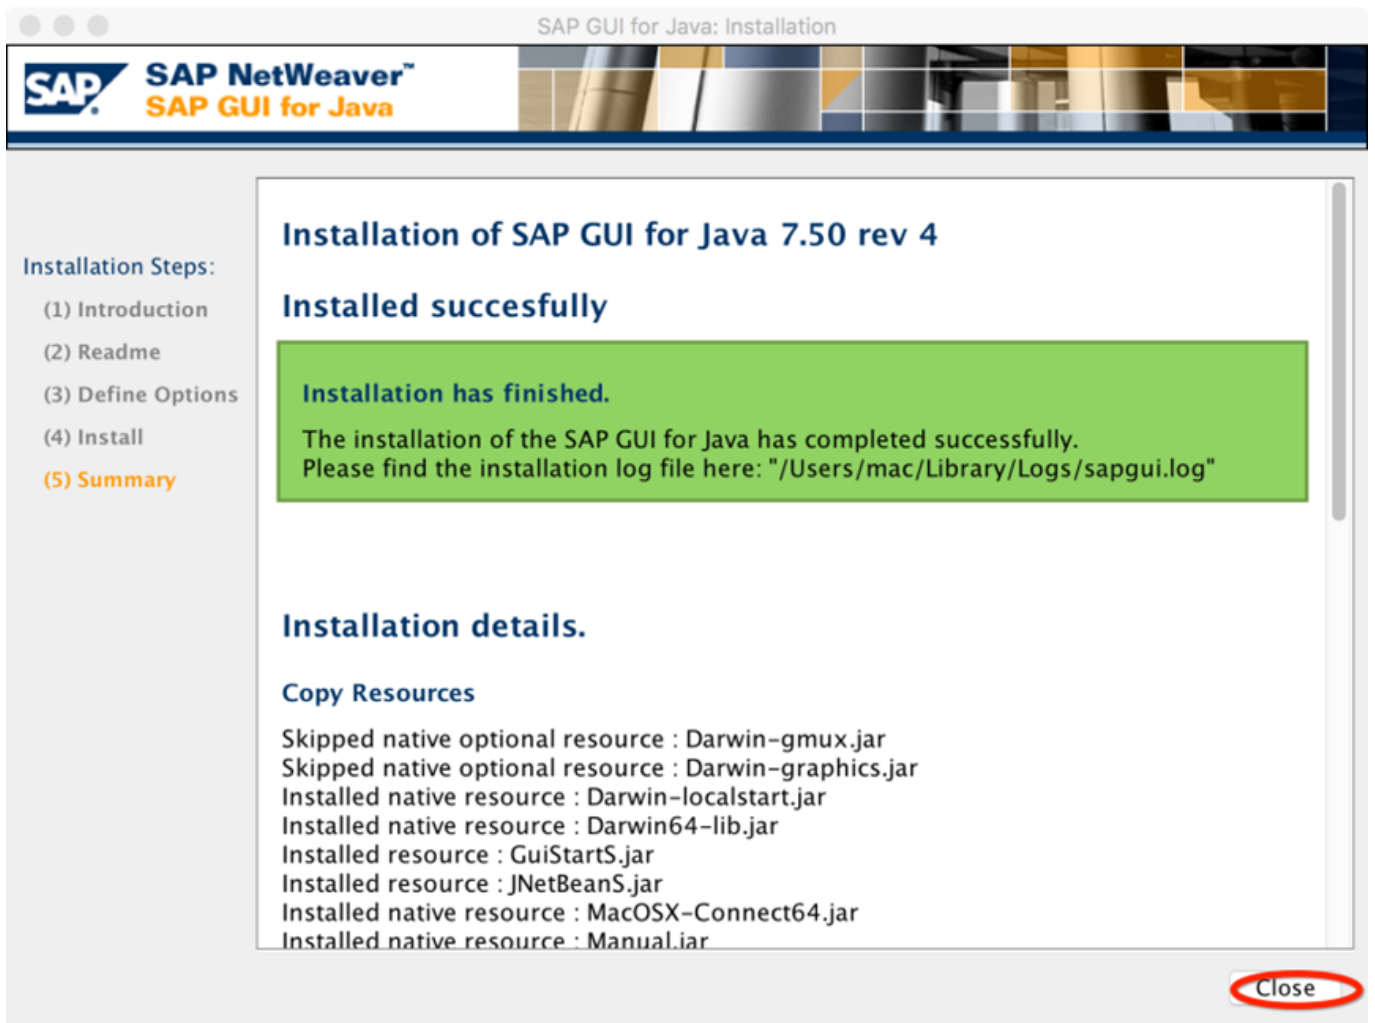 SAP GUI for Java: Installation
SAP
SAP NetWeaver™
SAP GUI for Java
Installation Steps:
(1) Introduction
(2) Readme
(3) Define Options
(4) Install
(5) Summary
Installation of SAP GUI for Java 7.50 rev 4
Installed succesfully
Installation has finished.
The installation of the SAP GUI for Java has completed successfully.
Please find the installation log file here: "/Users/mac/Library/Logs/sapgui.log"
Installation details.
Copy Resources
Skipped native optional resource : Darwin-gmux.jar
Skipped native optional resource : Darwin-graphics.jar
Installed native resource : Darwin-localstart.jar
Installed native resource : Darwin64-lib.jar
Installed resource : GuiStartS.jar
Installed resource : JNetBeanS.jar
Installed native resource : MacOSX-Connect64.jar
Installed native resource : Manual.jar
Close